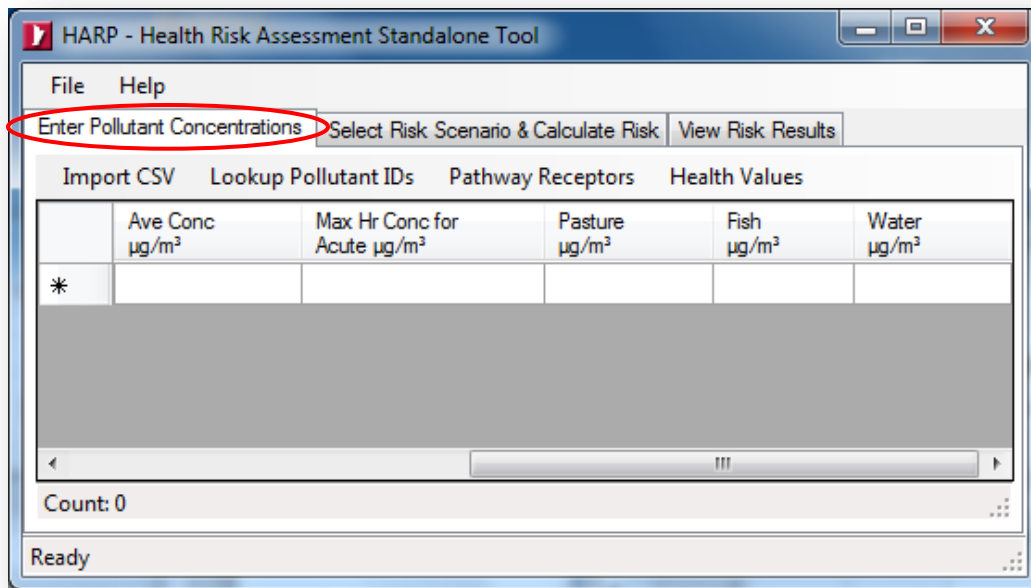 HARP - Health Risk Assessment Standalone Tool
File Help
Enter Pollutant Concentrations Select Risk Scenario & Calculate Risk View Risk Results
Import CSV Lookup Pollutant IDs Pathway Receptors Health Values
Ave Conc Max Hr Conc for Pasture Fish Water
µg/m³ Acute µg/m³ µg/m³ µg/m³ µg/m³
Count: 0
Ready